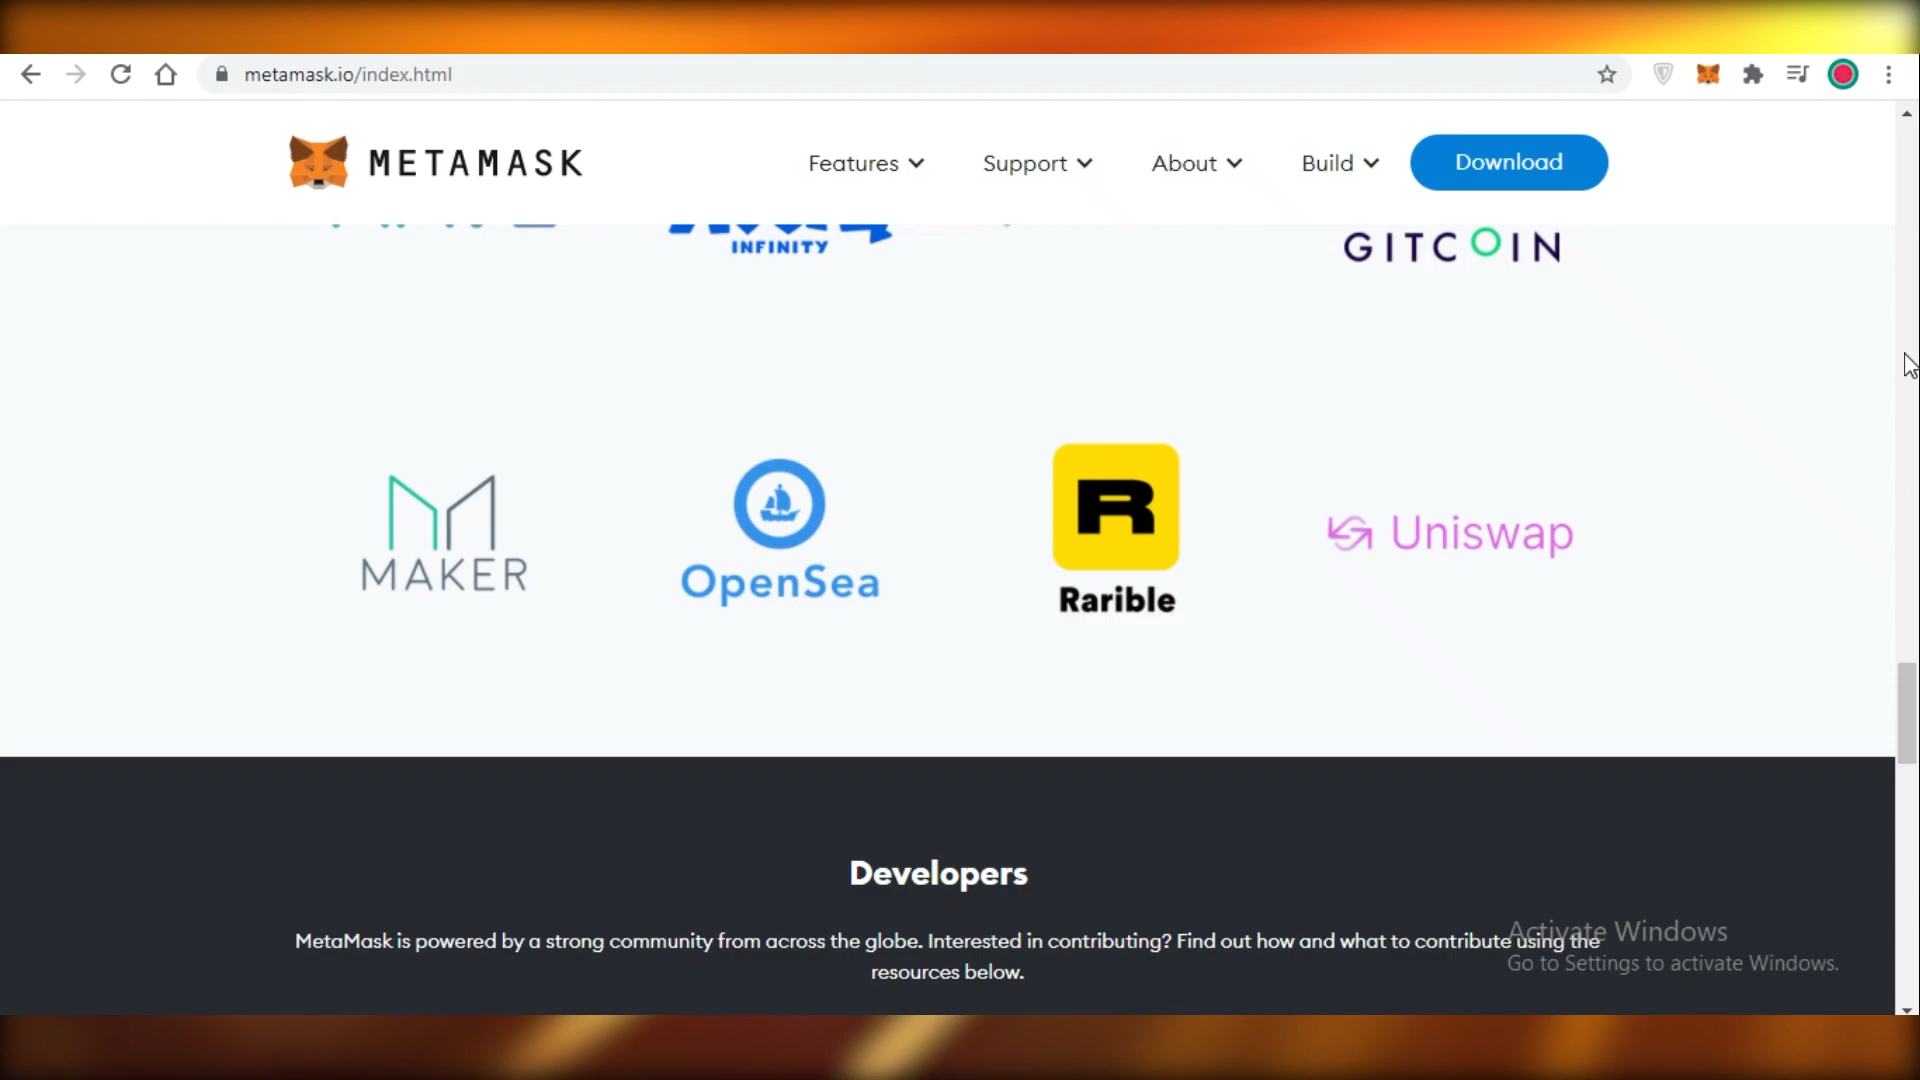 metamask.io/index.html
METAMASK
Features
Support
About
Build
Download
INFINITY
GITCOIN
MAKER
OpenSea
R
Rarible
Uniswap
Developers
MetaMask is powered by a strong community from across the globe. Interested in contributing? Find out how and what to contribute using the
resources below.
Activate Windows
Go to Settings to activate Windows.